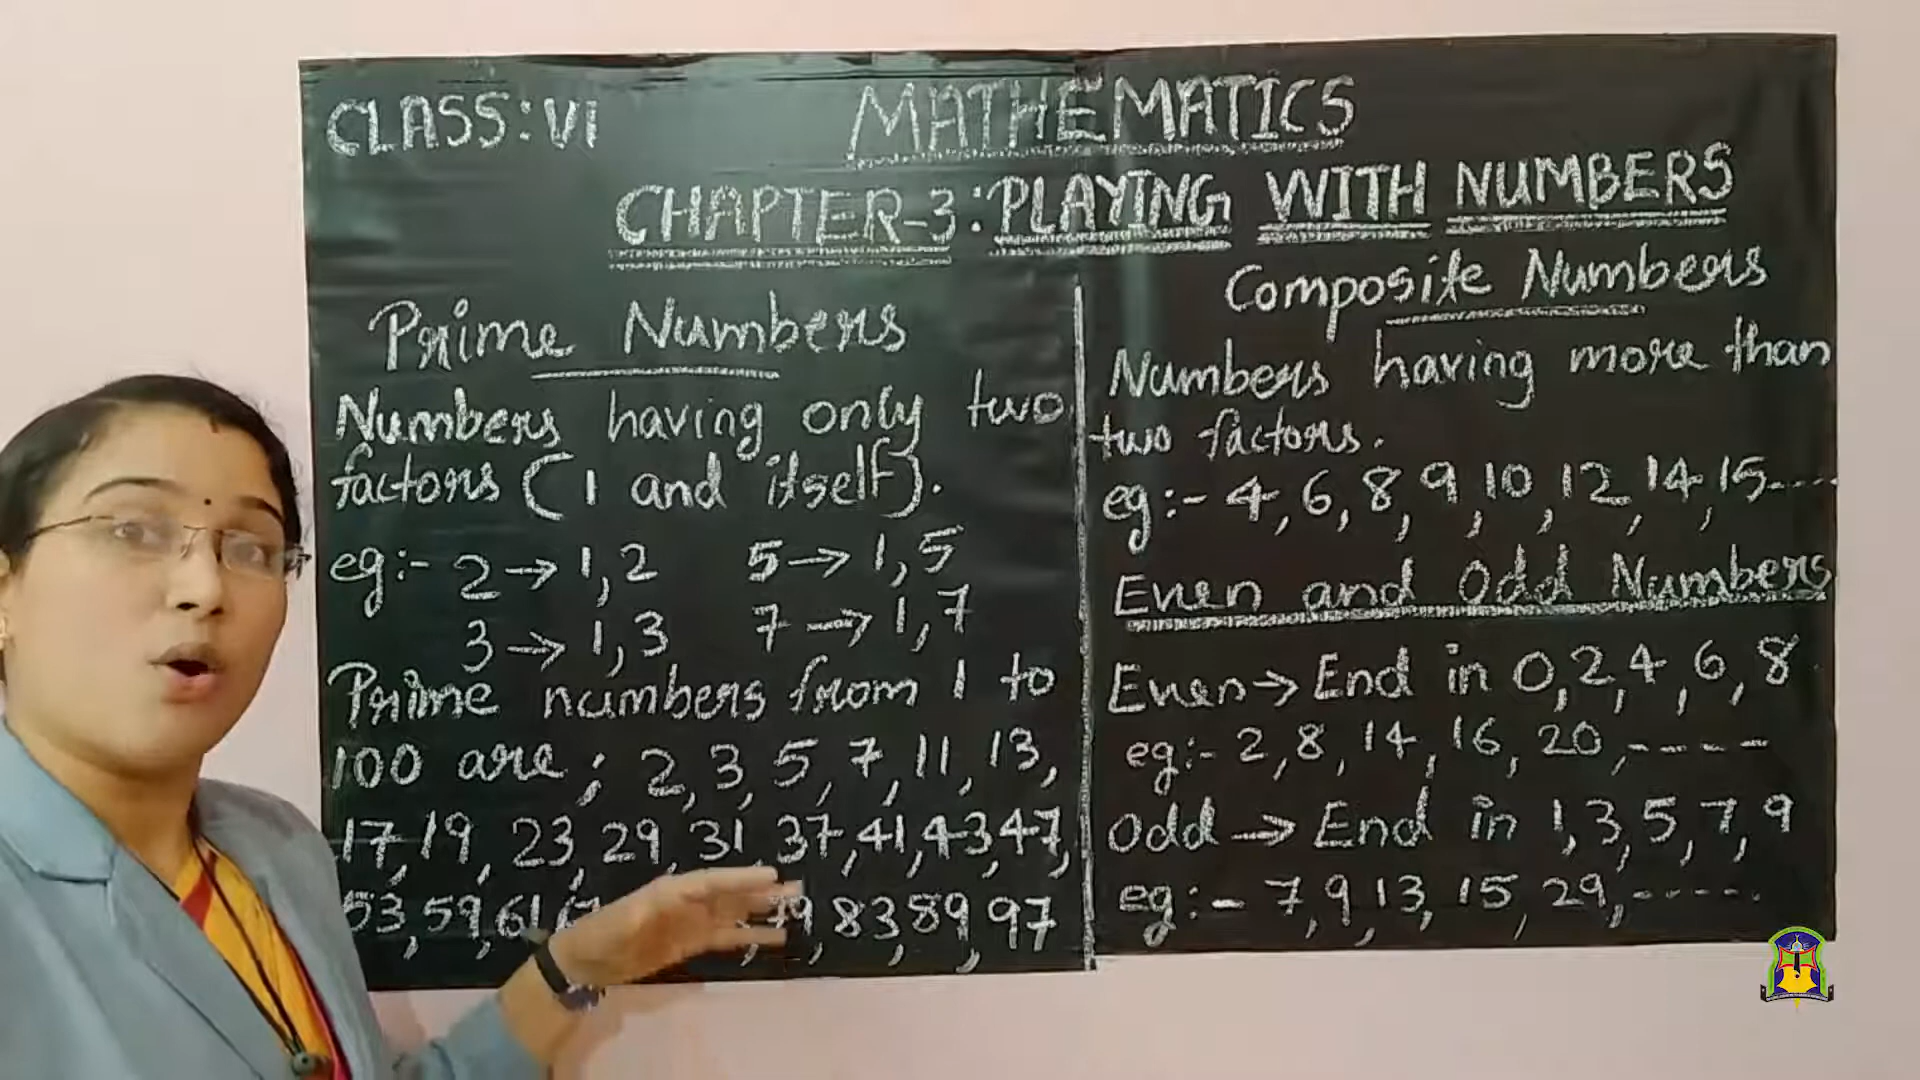 CLASS: VI MATHEMATICS
CHAPTER-3: PLAYING WITH NUMBERS
Prime Numbers
Numbers having only two
factors (1 and itself).
eg:- 2 → 1, 2 5 → 1, 5
3 → 1, 3 7 → 1, 7
Prime numbers from 1 to
100 are; 2, 3, 5, 7, 11, 13,
17, 19, 23, 29, 31, 37, 41, 43, 47,
53, 59, 61, 79, 83, 89, 97
Composite Numbers
Numbers having more than
two factors.
eg:- 4, 6, 8, 9, 10, 12, 14, 15----
Even and Odd Numbers
Even → End in 0, 2, 4, 6, 8
eg:- 2, 8, 14, 16, 20, ----
Odd → End in 1, 3, 5, 7, 9
eg:- 7, 9, 13, 15, 29, -----